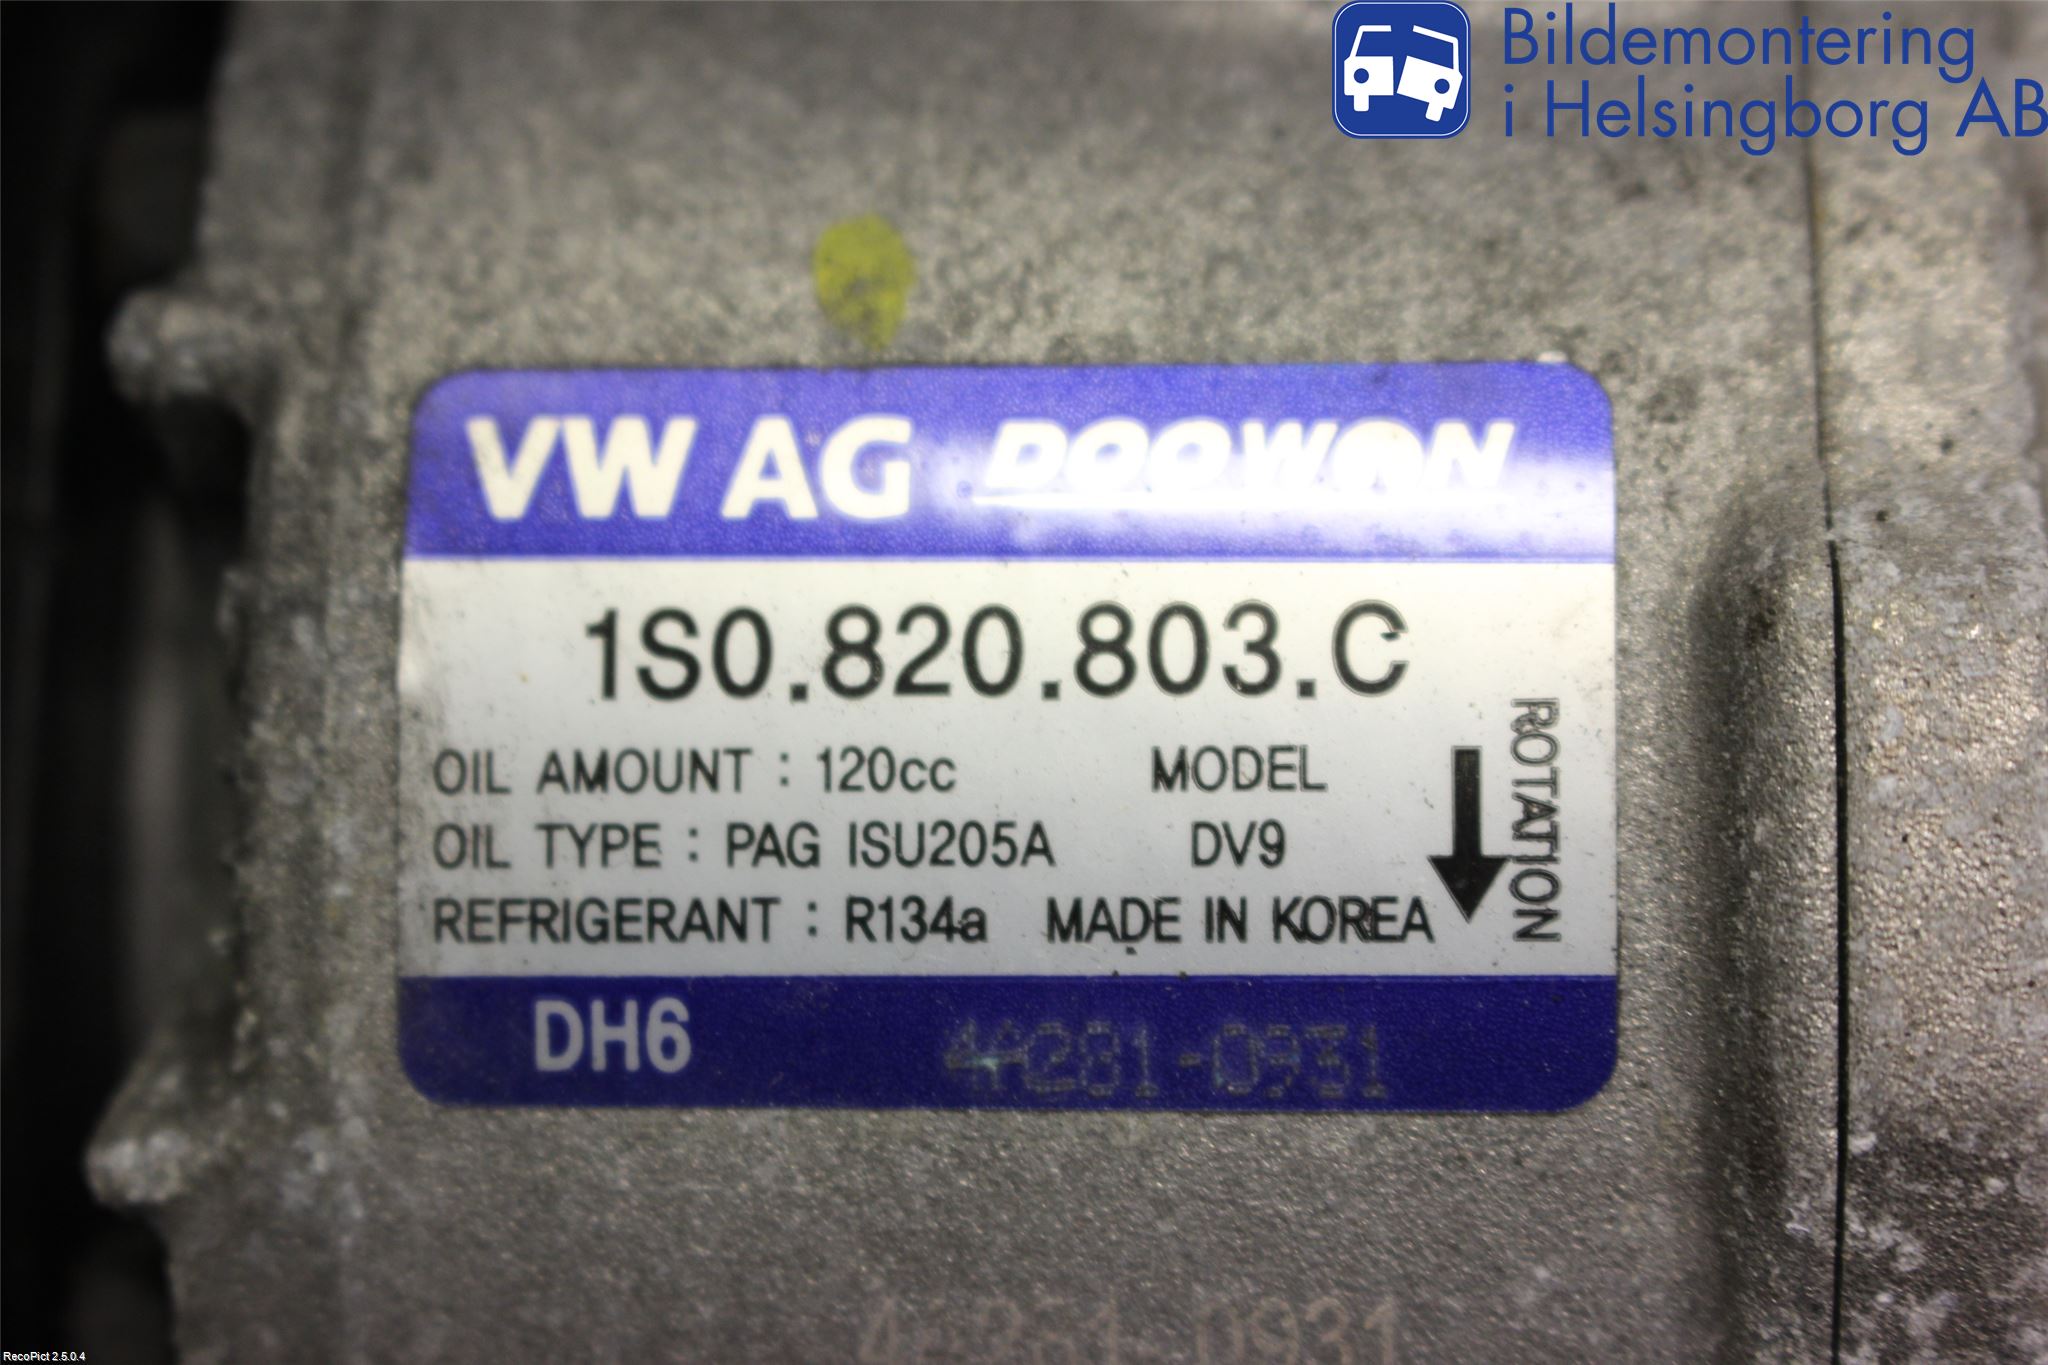 Bildemontering
i Helsingborg AB
VW AG DOOWON
1S0.820.803.C
OIL AMOUNT : 120cc MODEL
OIL TYPE : PAG ISU205A DV9
REFRIGERANT : R134a MADE IN KOREA
ROTATION
DH6
0931
RecoPict 2.5.0.4